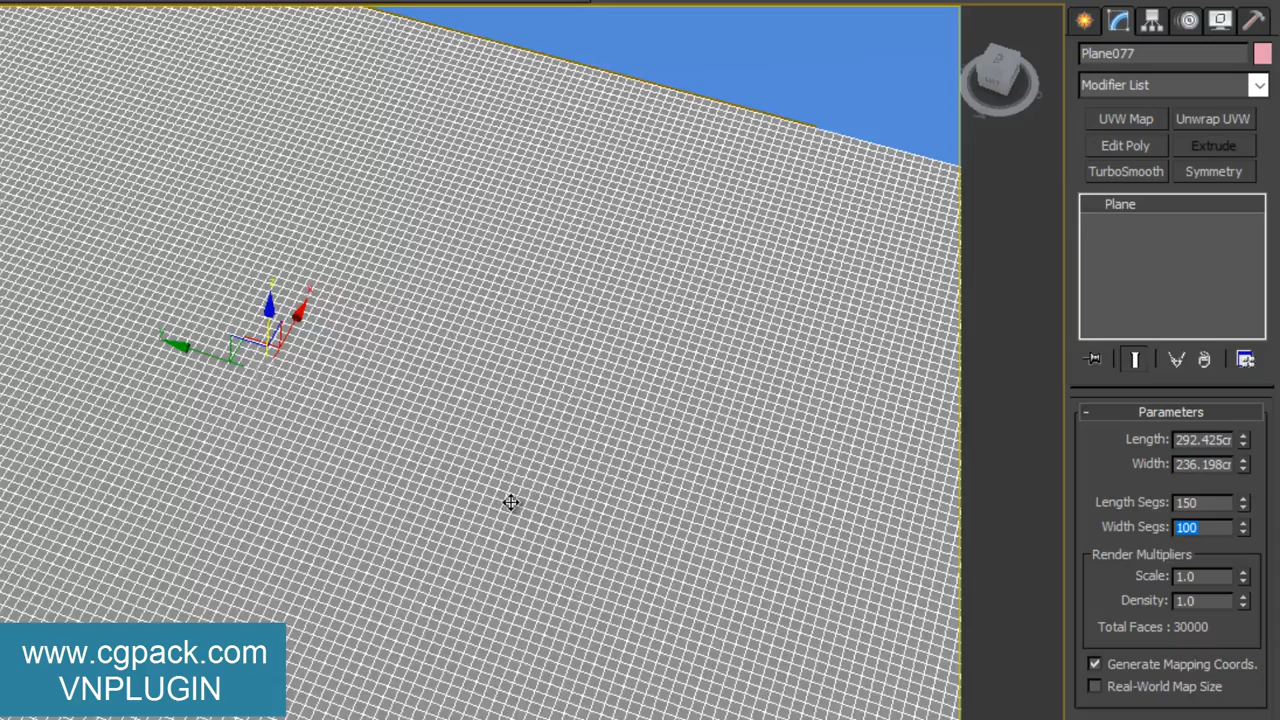 Plane077
Modifier List
UVW Map Unwrap UVW
Edit Poly Extrude
TurboSmooth Symmetry
Plane
- Parameters
Length: 292.425cm
Width: 236.198cm
Length Segs: 150
Width Segs: 100
Render Multipliers
Scale: 1.0
Density: 1.0
Total Faces : 30000
Generate Mapping Coords.
Real-World Map Size
www.cgpack.com
VNPLUGIN